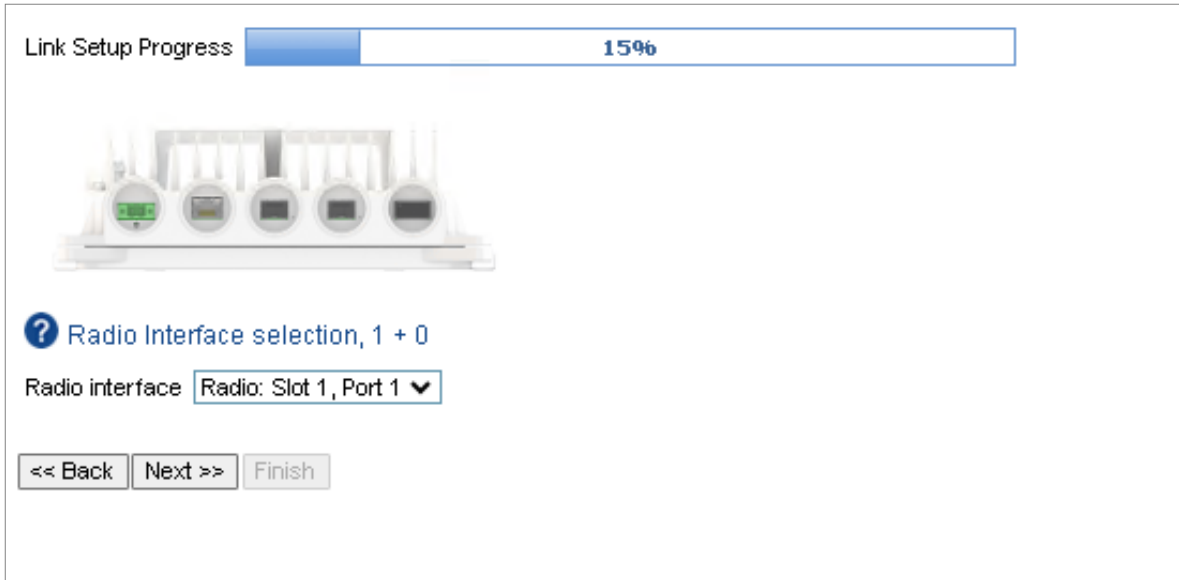 Link Setup Progress 15%
? Radio Interface selection, 1 + 0
Radio interface Radio: Slot 1, Port 1
<< Back Next >> Finish